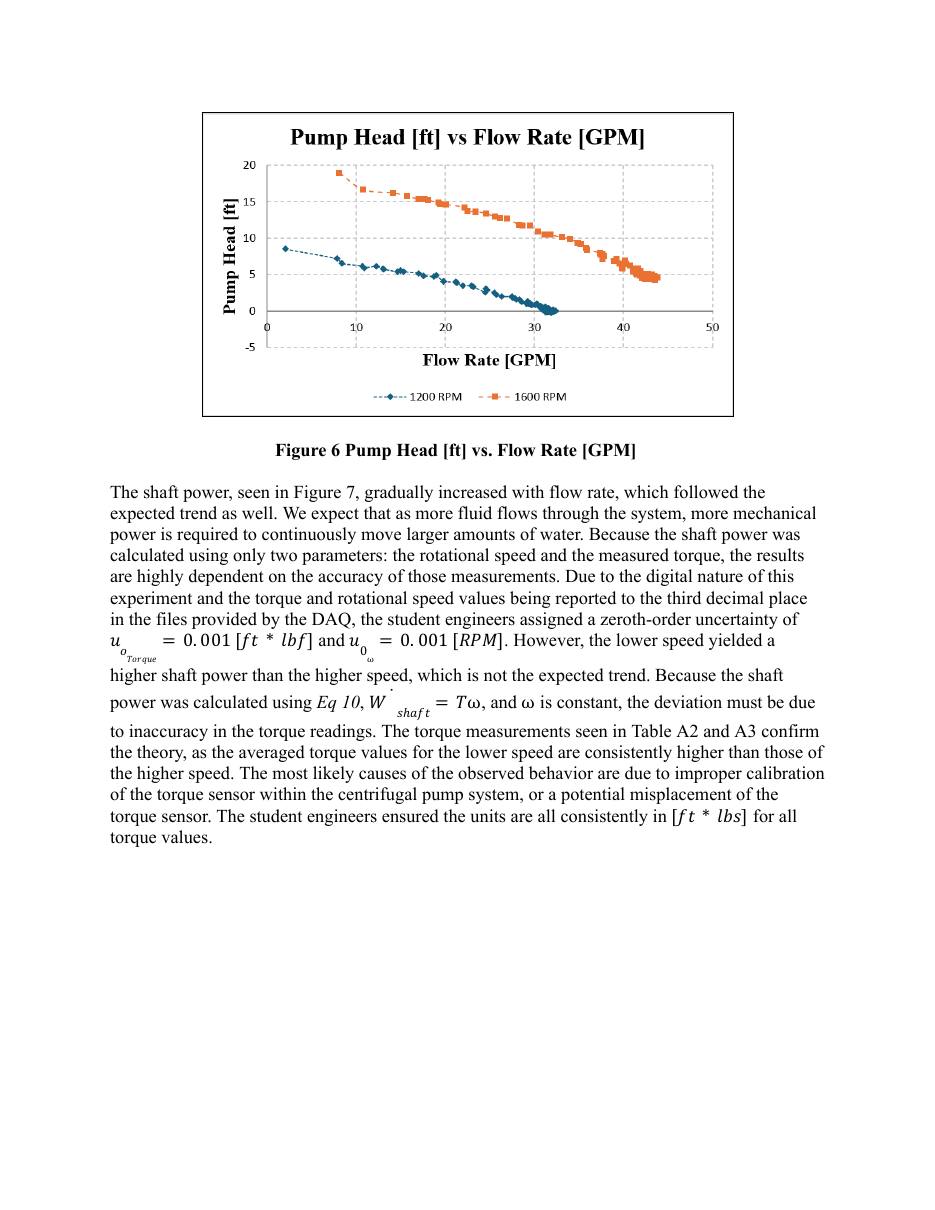 Pump Head [ft] vs Flow Rate [GPM]
20
15
10
5
0
-5
Pump Head [ft]
0 10 20 30 40 50
Flow Rate [GPM]
1200 RPM 1600 RPM
Figure 6 Pump Head [ft] vs. Flow Rate [GPM]
The shaft power, seen in Figure 7, gradually increased with flow rate, which followed the
expected trend as well. We expect that as more fluid flows through the system, more mechanical
power is required to continuously move larger amounts of water. Because the shaft power was
calculated using only two parameters: the rotational speed and the measured torque, the results
are highly dependent on the accuracy of those measurements. Due to the digital nature of this
experiment and the torque and rotational speed values being reported to the third decimal place
in the files provided by the DAQ, the student engineers assigned a zeroth-order uncertainty of
u_{o_{Torque}} = 0.001 [ft * lbf] and u_{0_ω} = 0.001 [RPM]. However, the lower speed yielded a
higher shaft power than the higher speed, which is not the expected trend. Because the shaft
power was calculated using Eq 10, Ẇ_{shaft} = Tω, and ω is constant, the deviation must be due
to inaccuracy in the torque readings. The torque measurements seen in Table A2 and A3 confirm
the theory, as the averaged torque values for the lower speed are consistently higher than those of
the higher speed. The most likely causes of the observed behavior are due to improper calibration
of the torque sensor within the centrifugal pump system, or a potential misplacement of the
torque sensor. The student engineers ensured the units are all consistently in [ft * lbs] for all
torque values.